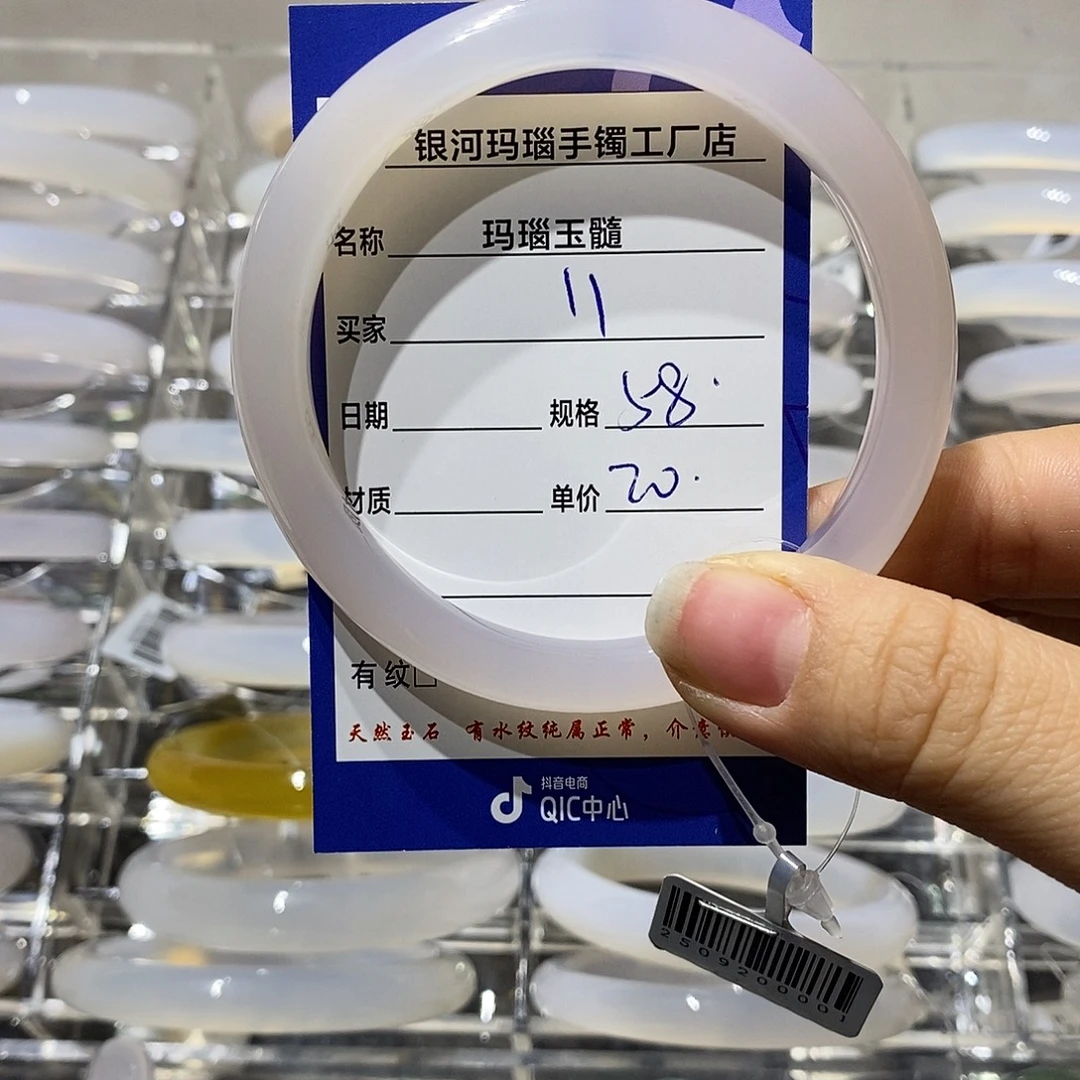 银河玛瑙手镯工厂店
名称 玛瑙玉髓
买家 11
日期 规格 58.
材质 单价 20.
有纹□
天然玉石 有水纹纯属正常,介意
抖音电商
QIC中心
2509200001